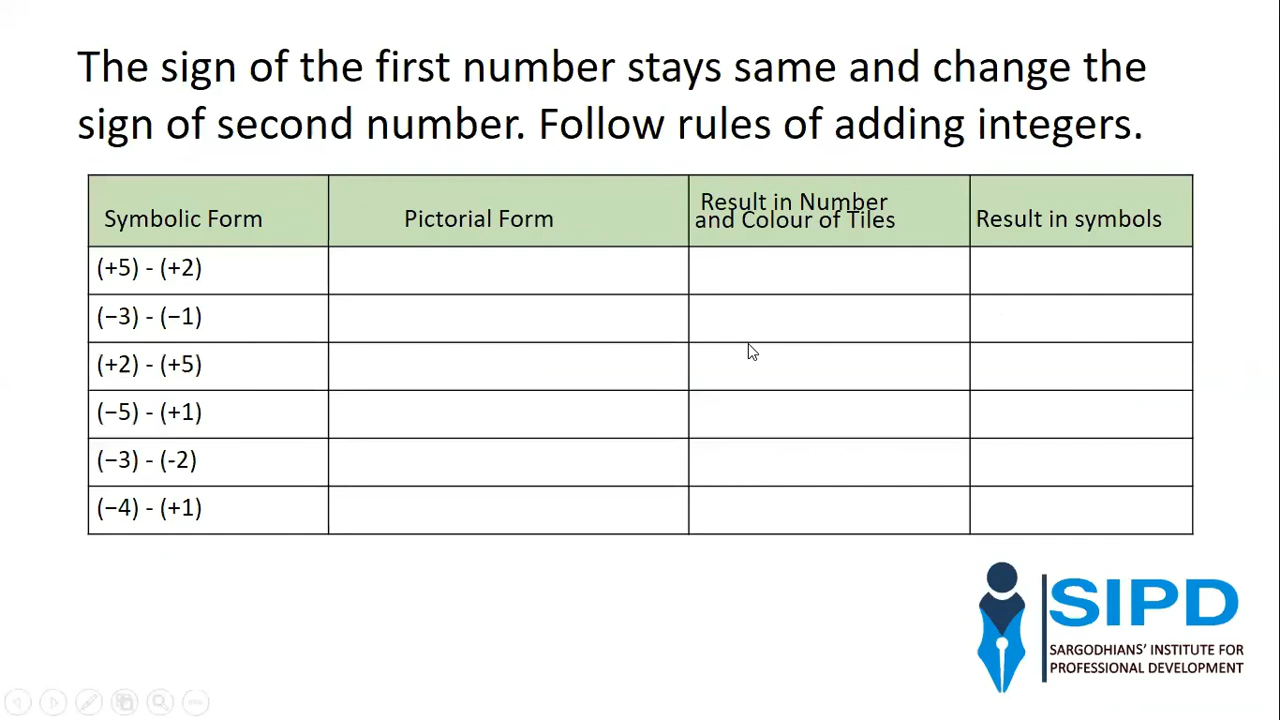 The sign of the first number stays same and change the
sign of second number. Follow rules of adding integers.
Symbolic Form
Pictorial Form
Result in Number
and Colour of Tiles
Result in symbols
(+5) - (+2)
(−3) - (−1)
(+2) - (+5)
(−5) - (+1)
(−3) - (-2)
(−4) - (+1)
SIPD
SARGODHIANS' INSTITUTE FOR
PROFESSIONAL DEVELOPMENT